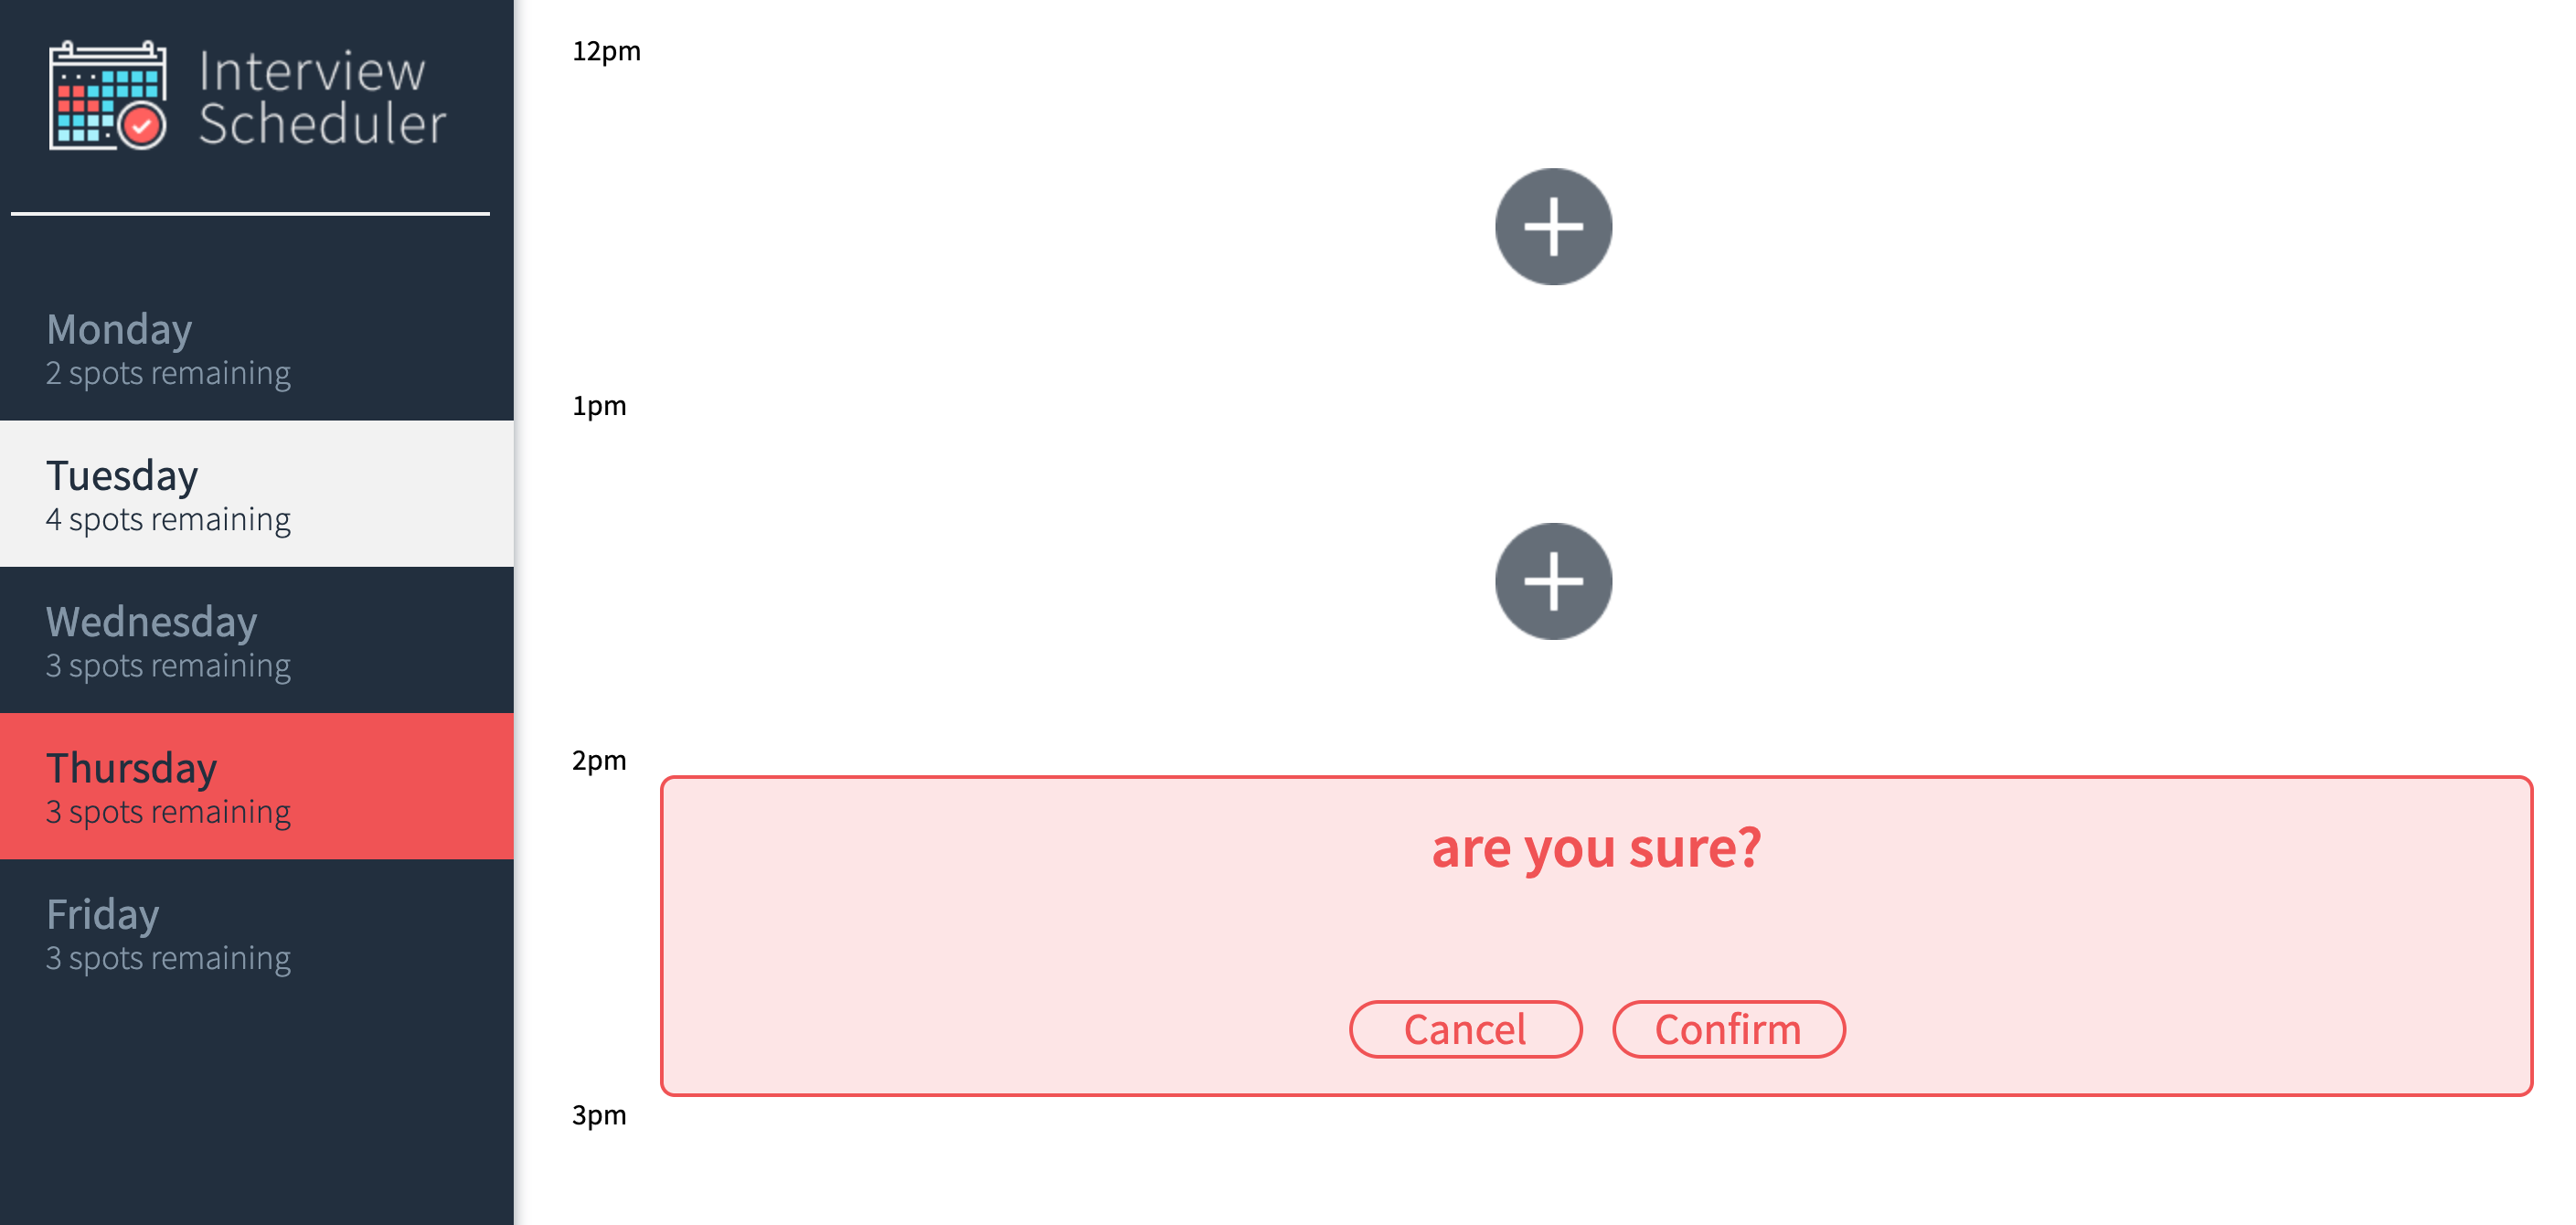 Interview
Scheduler
Monday
2 spots remaining
Tuesday
4 spots remaining
Wednesday
3 spots remaining
Thursday
3 spots remaining
Friday
3 spots remaining
12pm
1pm
2pm
are you sure?
Cancel Confirm
3pm